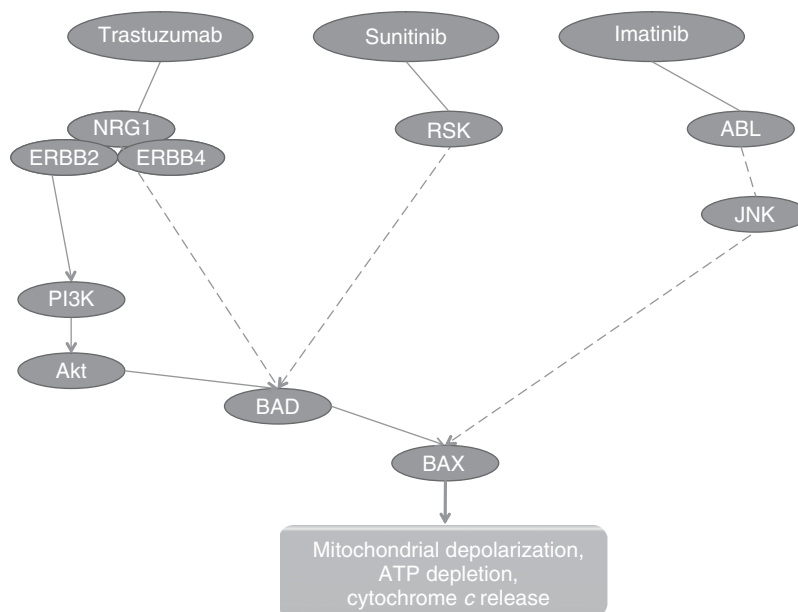 Trastuzumab
Sunitinib
Imatinib
NRG1
RSK
ABL
ERBB2
ERBB4
JNK
PI3K
Akt
BAD
BAX
Mitochondrial depolarization,
ATP depletion,
cytochrome c release